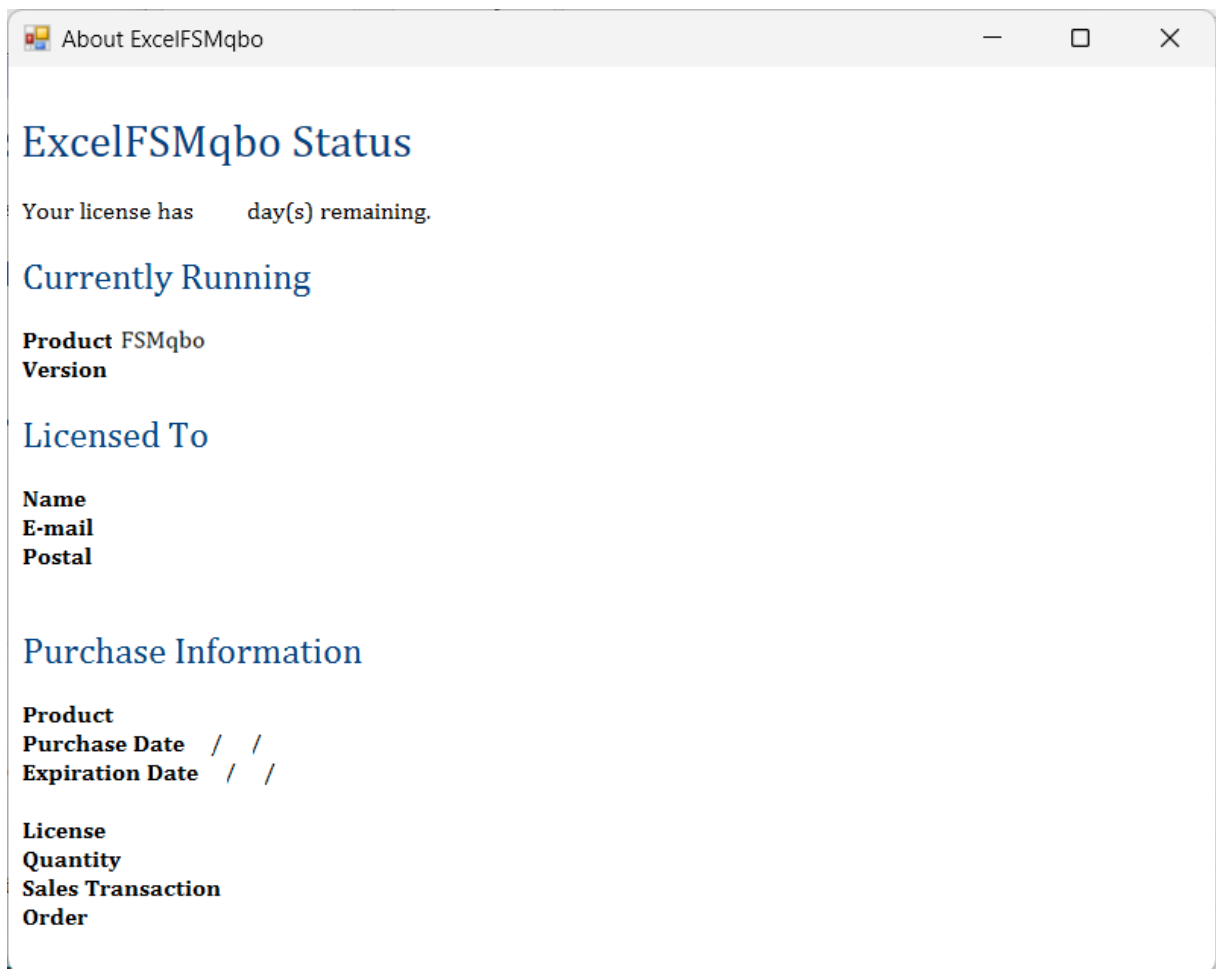 About ExcelFSMqbo
ExcelFSMqbo Status
Your license has day(s) remaining.
Currently Running
Product FSMqbo
Version
Licensed To
Name
E-mail
Postal
Purchase Information
Product
Purchase Date / /
Expiration Date / /
License
Quantity
Sales Transaction
Order